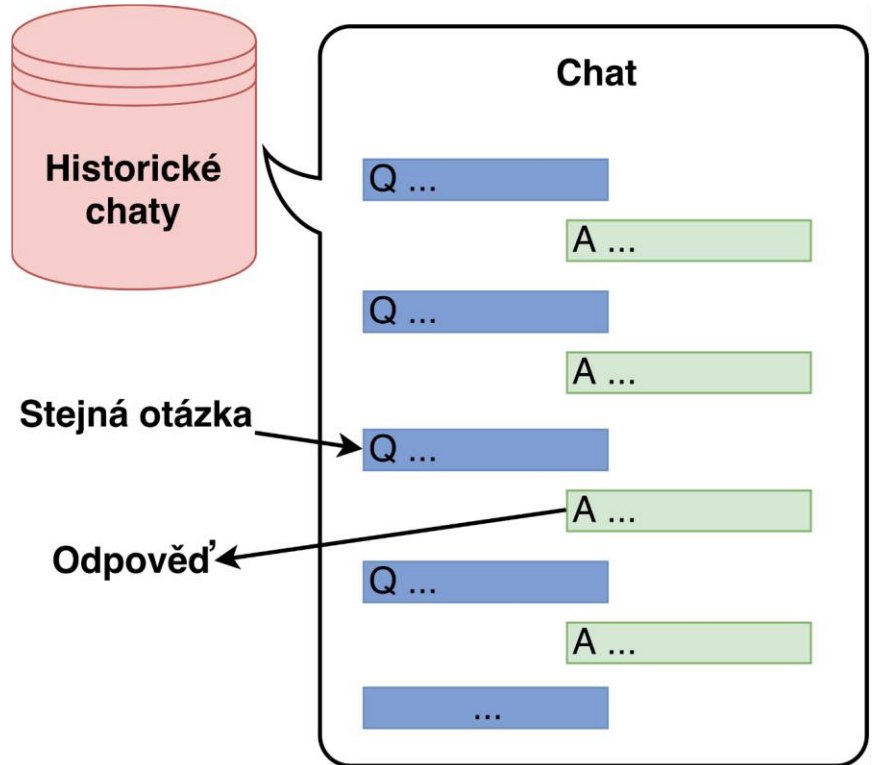 Historické
chaty
Chat
Q ...
A ...
Q ...
A ...
Stejná otázka
Q ...
A ...
Odpověď
Q ...
A ...
...